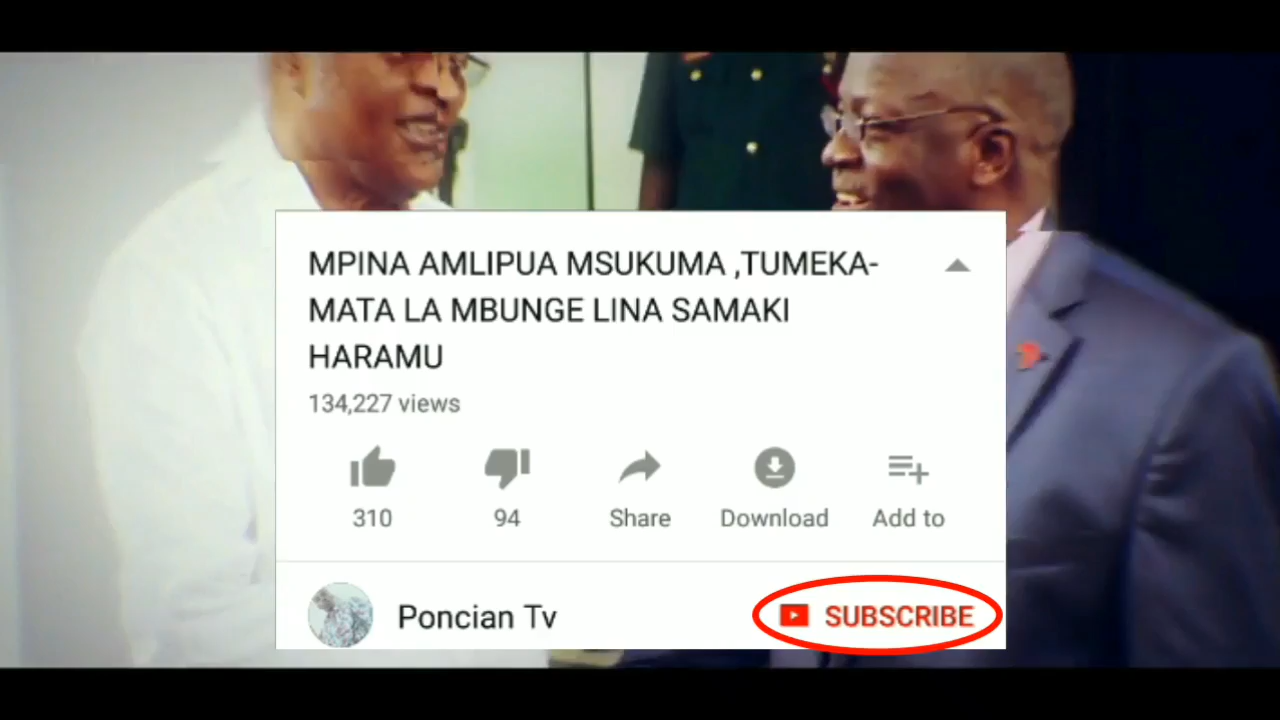 MPINA AMLIPUA MSUKUMA ,TUMEKA-
MATA LA MBUNGE LINA SAMAKI
HARAMU
134,227 views
310
94
Share
Download
Add to
Poncian Tv
SUBSCRIBE